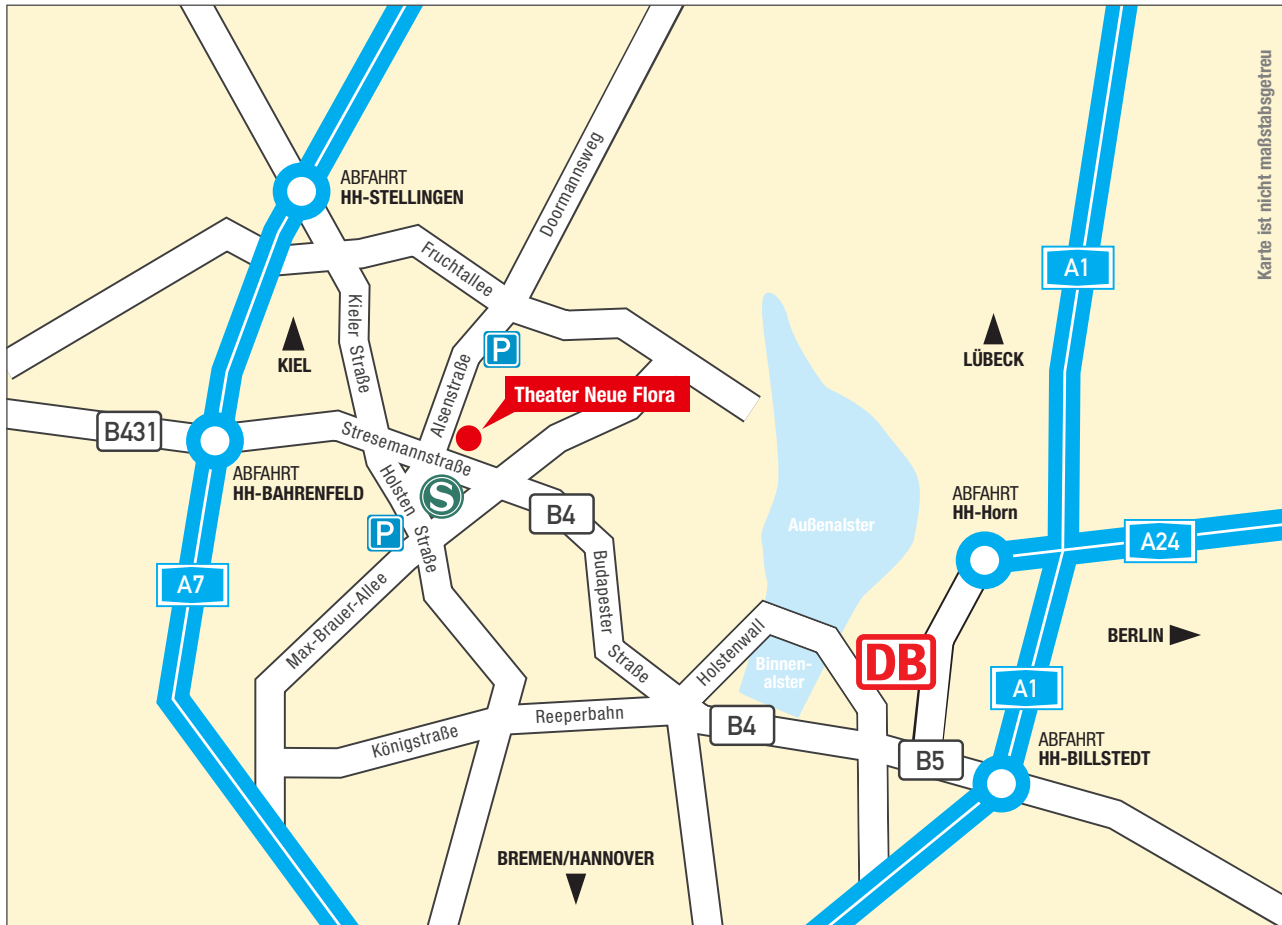 Karte ist nicht maßstabsgetreu
ABFAHRT
HH-STELLINGEN
Doormannsweg
Fruchtallee
A1
Kieler Straße
KIEL
P
LÜBECK
Alsenstraße
Theater Neue Flora
B431
Stresemannstraße
ABFAHRT
HH-BAHRENFELD
Holsten Straße
S
P
B4
Außenalster
ABFAHRT
HH-Horn
A24
A7
Max-Brauer-Allee
Budapester Straße
BERLIN
Holstenwall
DB
Binnen-
alster
A1
Reeperbahn
Königstraße
B4
B5
ABFAHRT
HH-BILLSTEDT
BREMEN/HANNOVER